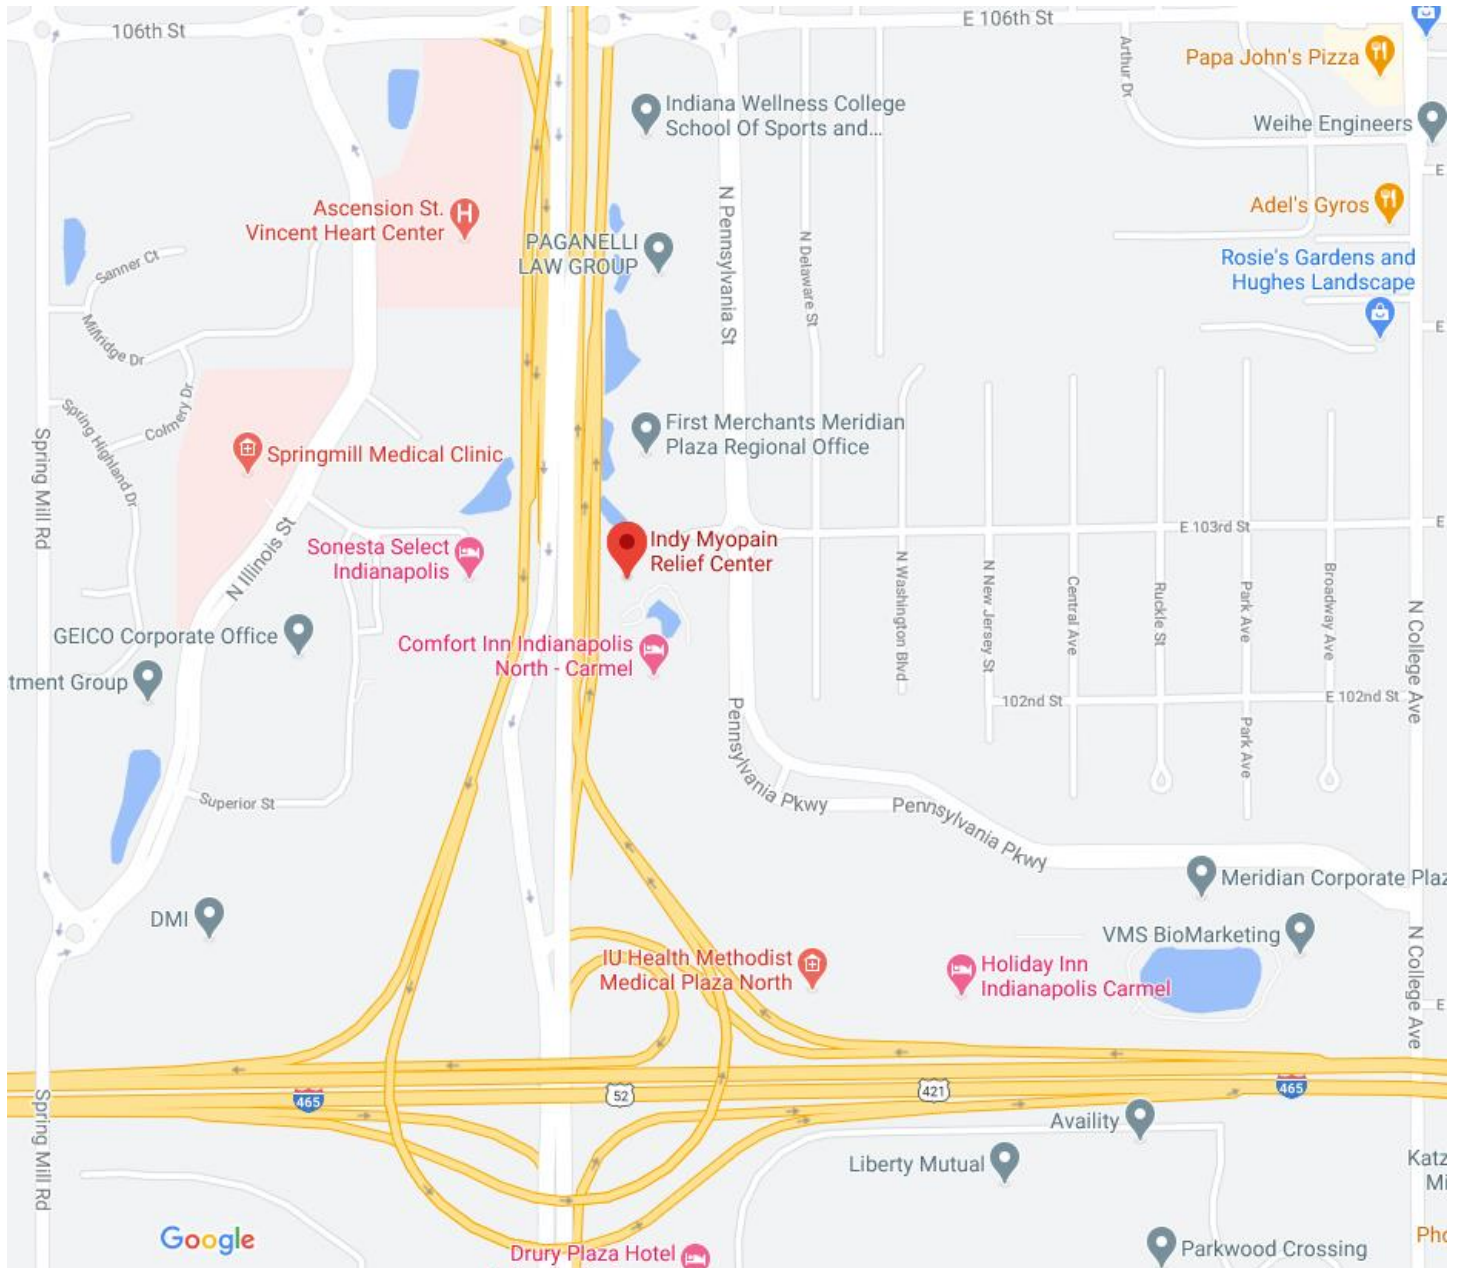 106th St
E 106th St
Arthur Dr
Papa John's Pizza
Indiana Wellness College
School Of Sports and...
Weihe Engineers
E
Ascension St.
Vincent Heart Center
N Pennsylvania St
Adel's Gyros
PAGANELLI
LAW GROUP
N Delaware St
Rosie's Gardens and
Hughes Landscape
Sanner Ct
Millridge Dr
E
Colmery Dr
Spring Highland Dr
Spring Mill Rd
First Merchants Meridian
Plaza Regional Office
Springmill Medical Clinic
N Illinois St
E 103rd St
E
Sonesta Select
Indianapolis
Indy Myopain
Relief Center
N Washington Blvd
N New Jersey St
Central Ave
Ruckle St
Park Ave
Broadway Ave
N College Ave
GEICO Corporate Office
Comfort Inn Indianapolis
North - Carmel
tment Group
102nd St
E 102nd St
Pennsylvania Pkwy
Park Ave
Superior St
Pennsylvania Pkwy
Meridian Corporate Plaz
DMI
VMS BioMarketing
N College Ave
IU Health Methodist
Medical Plaza North
Holiday Inn
Indianapolis Carmel
E
465
52
421
465
Spring Mill Rd
Availity
Liberty Mutual
Katz
Mi
Google
Drury Plaza Hotel
Parkwood Crossing
Pho